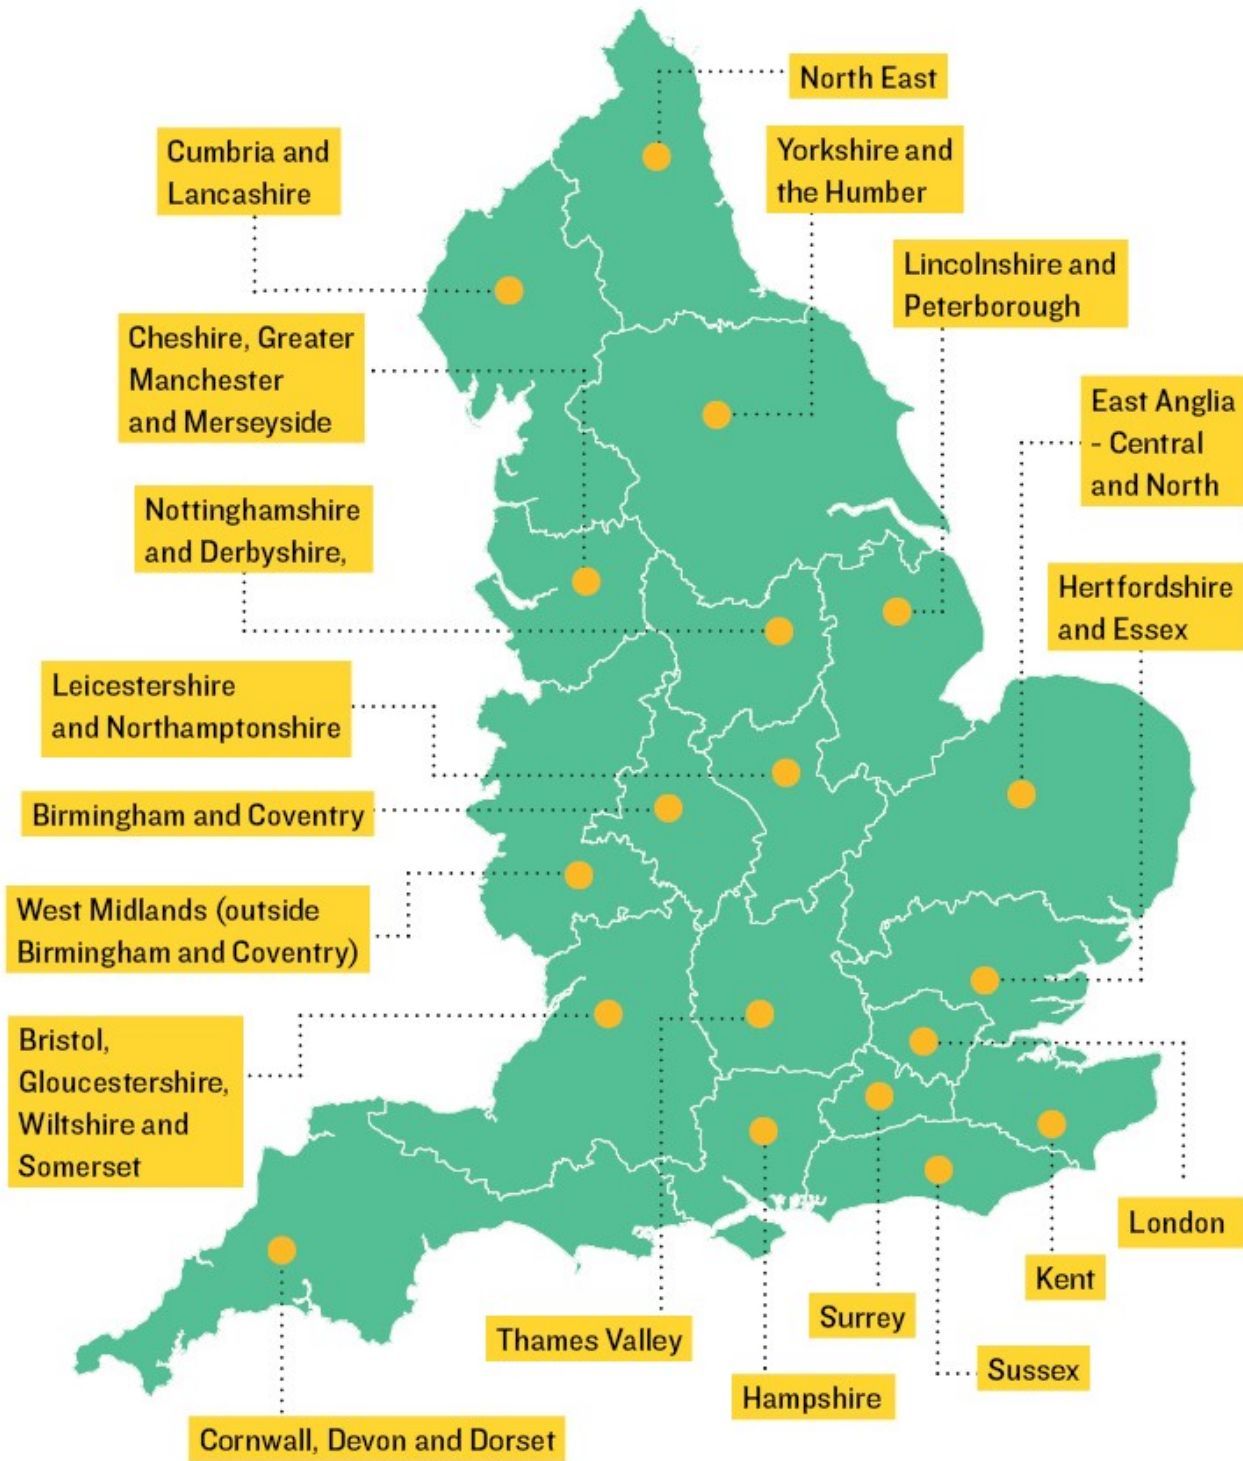 North East
Cumbria and
Lancashire
Yorkshire and
the Humber
Lincolnshire and
Peterborough
Cheshire, Greater
Manchester
and Merseyside
East Anglia
- Central
and North
Nottinghamshire
and Derbyshire,
Hertfordshire
and Essex
Leicestershire
and Northamptonshire
Birmingham and Coventry
West Midlands (outside
Birmingham and Coventry)
Bristol,
Gloucestershire,
Wiltshire and
Somerset
London
Kent
Surrey
Thames Valley
Sussex
Hampshire
Cornwall, Devon and Dorset